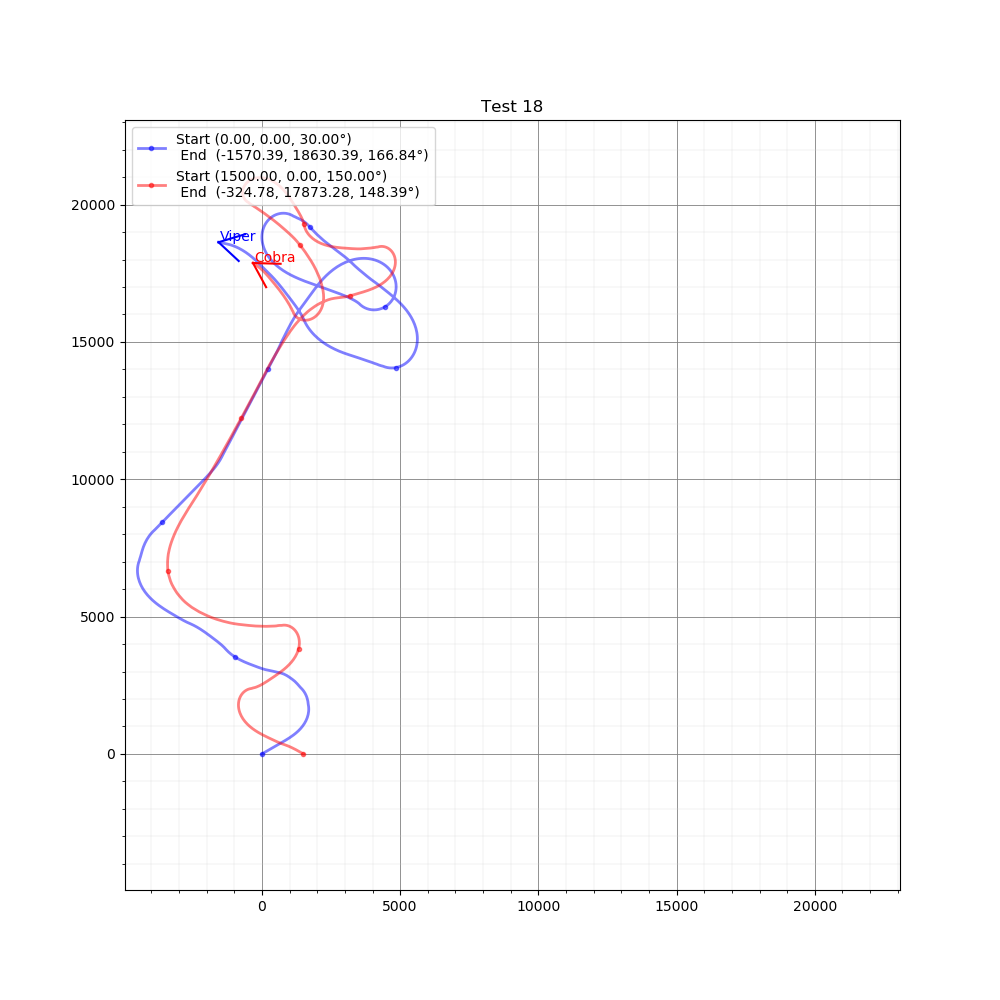 Test 18
Start (0.00, 0.00, 30.00°)
End (-1570.39, 18630.39, 166.84°)
Start (1500.00, 0.00, 150.00°)
End (-324.78, 17873.28, 148.39°)
20000
Viper
Cobra
15000
10000
5000
0
0 5000 10000 15000 20000